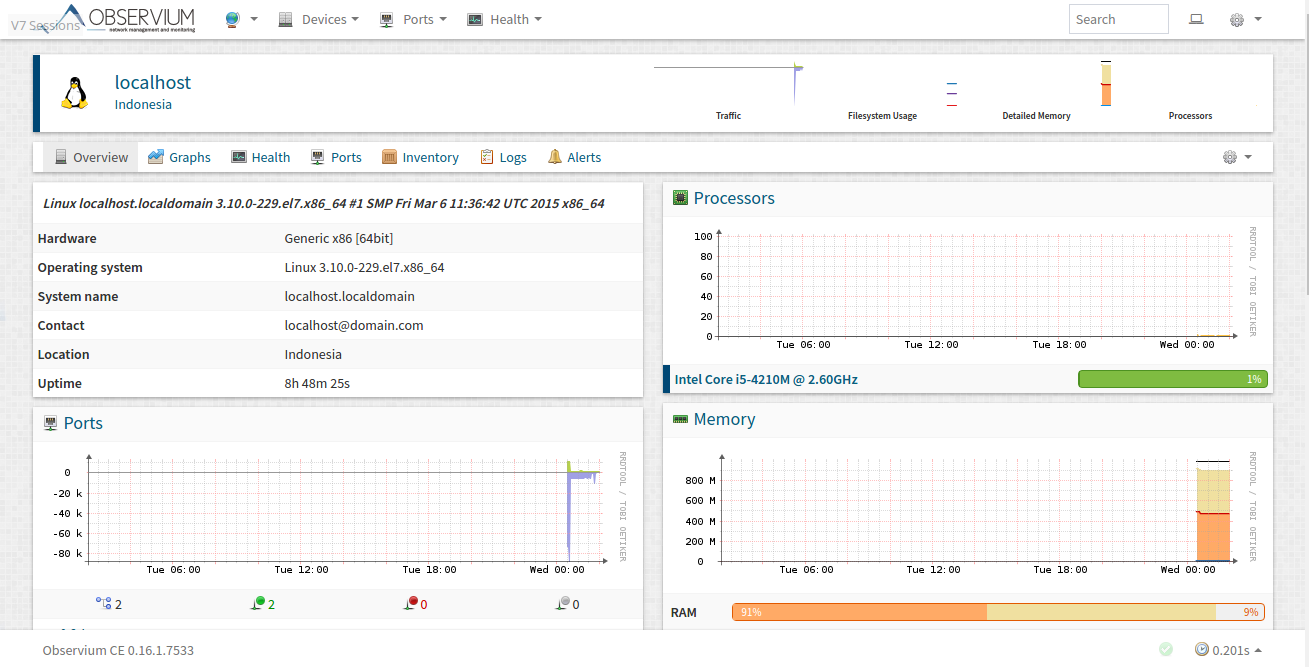 V7 Sessions
OBSERVIUM
network management and monitoring
Devices Ports Health Search
localhost
Indonesia
Traffic Filesystem Usage Detailed Memory Processors
Overview Graphs Health Ports Inventory Logs Alerts
Linux localhost.localdomain 3.10.0-229.el7.x86_64 #1 SMP Fri Mar 6 11:36:42 UTC 2015 x86_64
Hardware Generic x86 [64bit]
Operating system Linux 3.10.0-229.el7.x86_64
System name localhost.localdomain
Contact localhost@domain.com
Location Indonesia
Uptime 8h 48m 25s
Processors
100
80
60
40
20
0
Tue 06:00 Tue 12:00 Tue 18:00 Wed 00:00
RRDTOOL / TOBI OETIKER
Intel Core i5-4210M @ 2.60GHz 1%
Ports
0
-20 k
-40 k
-60 k
-80 k
Tue 06:00 Tue 12:00 Tue 18:00 Wed 00:00
RRDTOOL / TOBI OETIKER
2 2 0 0
Memory
800 M
600 M
400 M
200 M
0
Tue 06:00 Tue 12:00 Tue 18:00 Wed 00:00
RRDTOOL / TOBI OETIKER
RAM 91% 9%
Observium CE 0.16.1.7533 0.201s